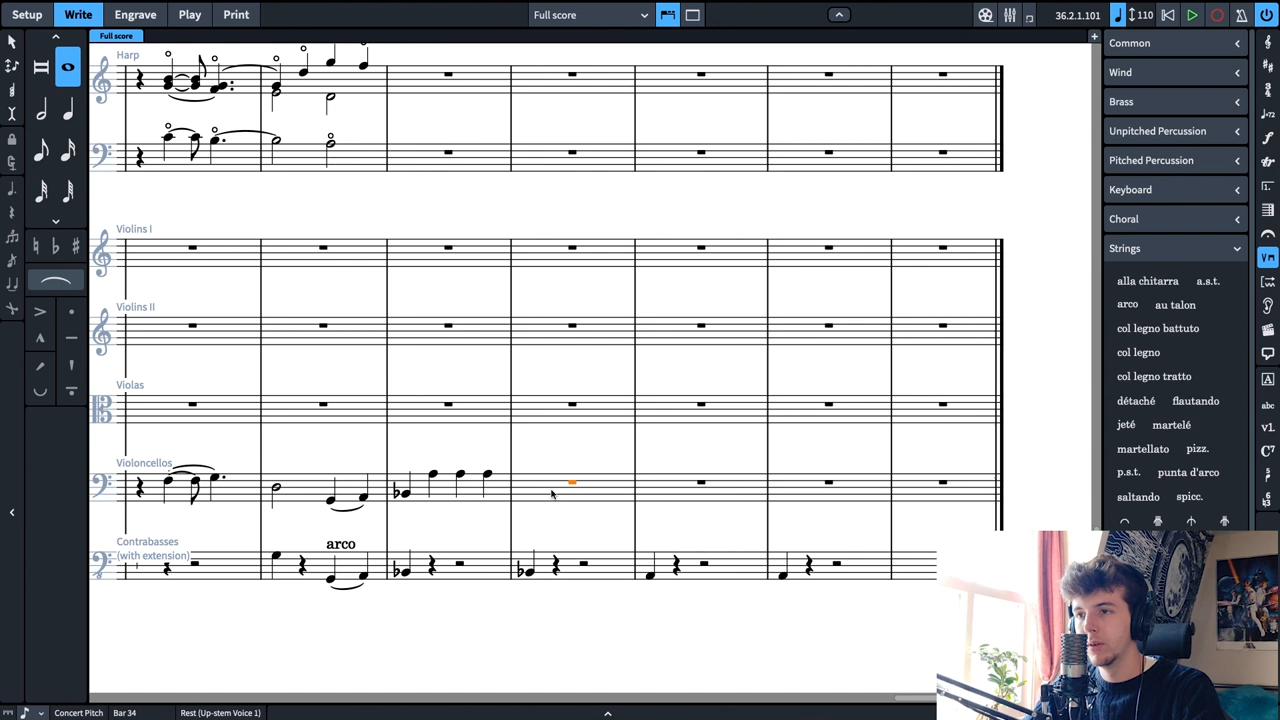 Setup Write Engrave Play Print Full score 36.2.1.101 110
Full score
Harp
Violins I
Violins II
Violas
Violoncellos
Contrabasses
(with extension)
arco
Common
Wind
Brass
Unpitched Percussion
Pitched Percussion
Keyboard
Choral
Strings
alla chitarra a.s.t.
arco au talon
col legno battuto
col legno
col legno tratto
détaché flautando
jeté martelé
martellato pizz.
p.s.t. punta d'arco
saltando spicc.
Concert Pitch Bar 34 Rest (Up-stem Voice 1)